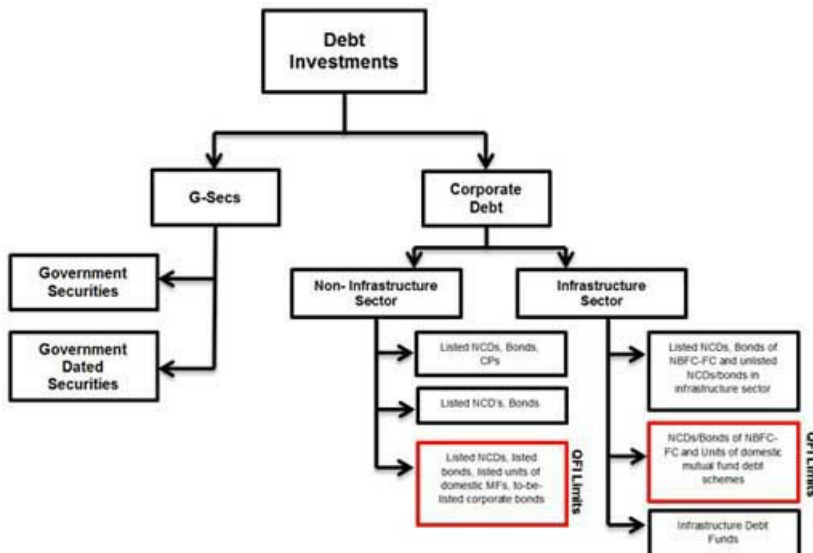 Debt
Investments
G-Secs
Corporate
Debt
Government
Securities
Government
Dated
Securities
Non- Infrastructure
Sector
Infrastructure
Sector
Listed NCDs, Bonds,
CPs
Listed NCD's, Bonds
Listed NCDs, listed
bonds, listed units of
domestic MFs, to-be-
listed corporate bonds
QFI Limits
Listed NCDs, Bonds of
NBFC-FC and unlisted
NCDs/bonds in
infrastructure sector
NCDs/Bonds of NBFC-
FC and Units of domestic
mutual fund debt
schemes
QFI Limits
Infrastructure Debt
Funds